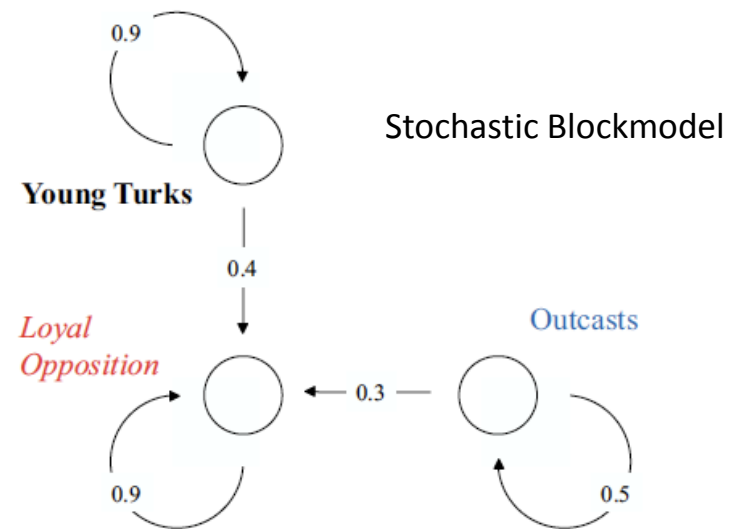 0.9
Stochastic Blockmodel
Young Turks
0.4
Loyal
Opposition
Outcasts
0.3
0.9
0.5